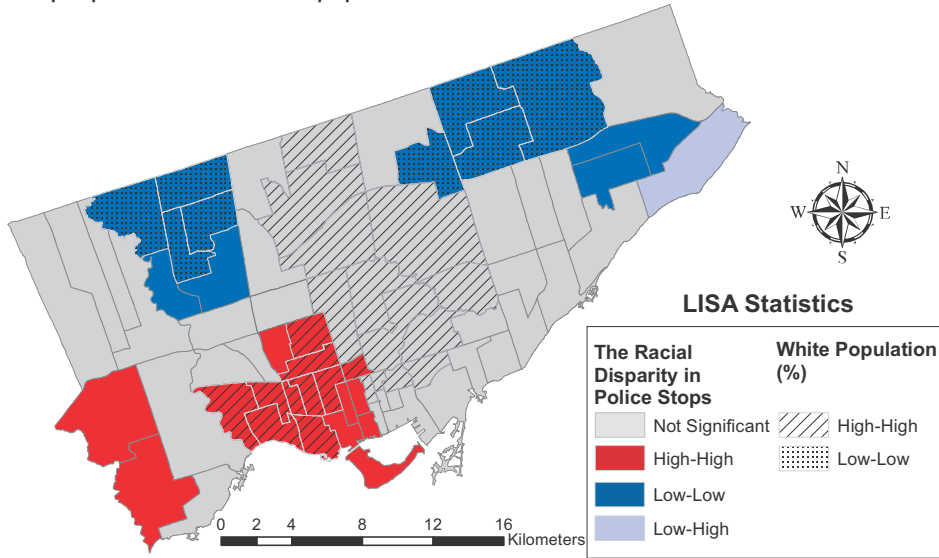 N
W E
S
LISA Statistics
The Racial
Disparity in
Police Stops
Not Significant
High-High
Low-Low
Low-High
White Population
(%)
High-High
Low-Low
0 2 4 8 12 16
Kilometers